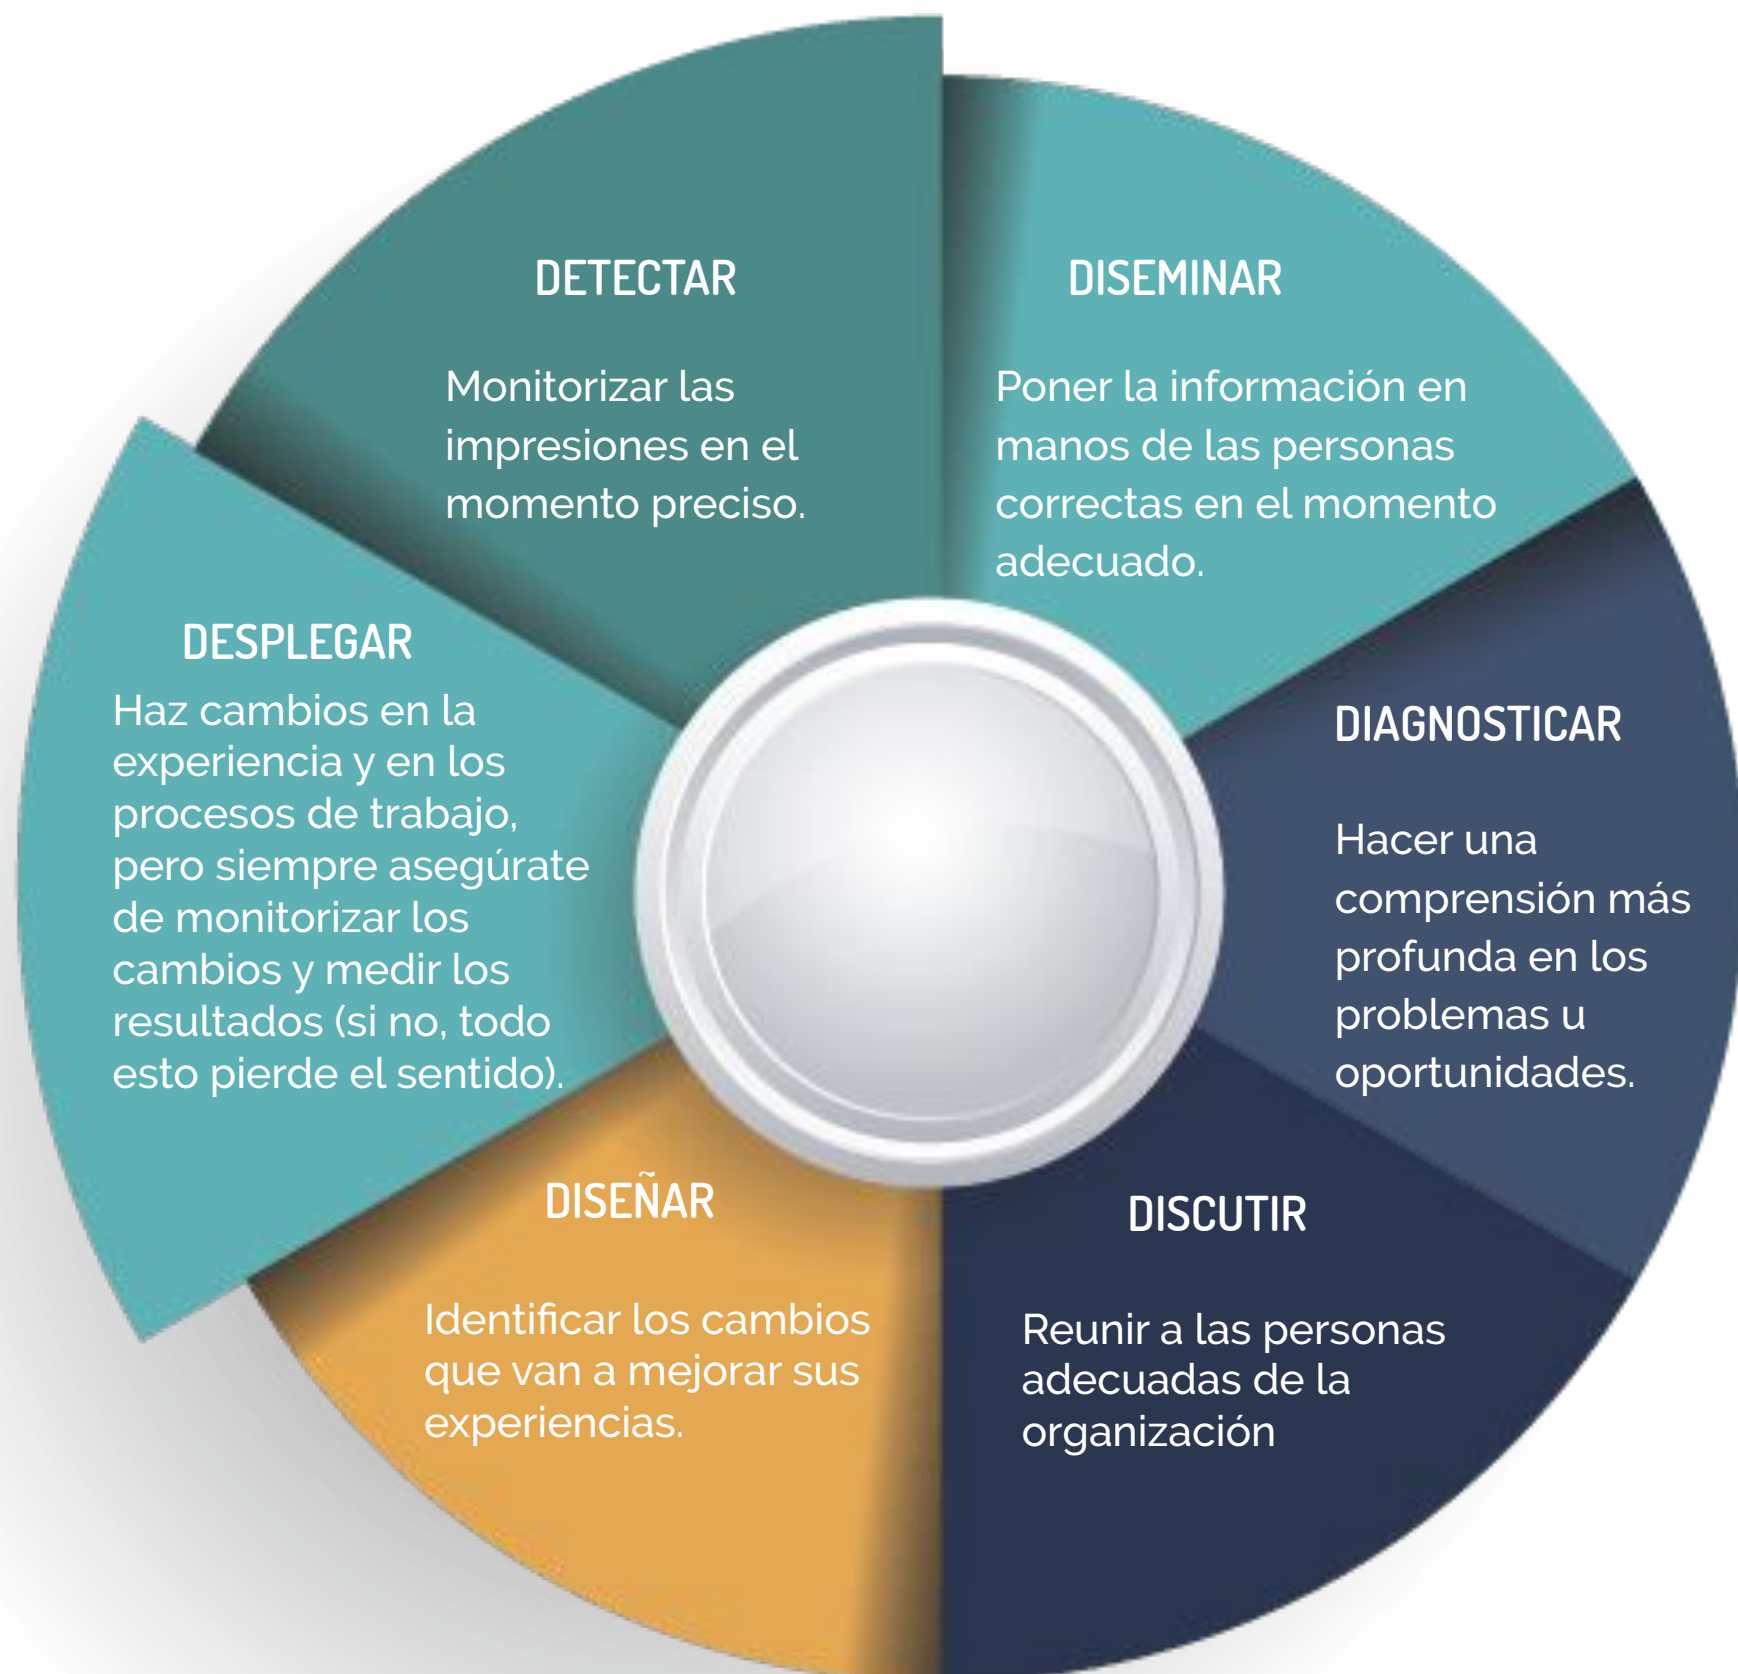 DETECTAR
Monitorizar las
impresiones en el
momento preciso.
DISEMINAR
Poner la información en
manos de las personas
correctas en el momento
adecuado.
DIAGNOSTICAR
Hacer una
comprensión más
profunda en los
problemas u
oportunidades.
DISCUTIR
Reunir a las personas
adecuadas de la
organización
DISEÑAR
Identificar los cambios
que van a mejorar sus
experiencias.
DESPLEGAR
Haz cambios en la
experiencia y en los
procesos de trabajo,
pero siempre asegúrate
de monitorizar los
cambios y medir los
resultados (si no, todo
esto pierde el sentido).